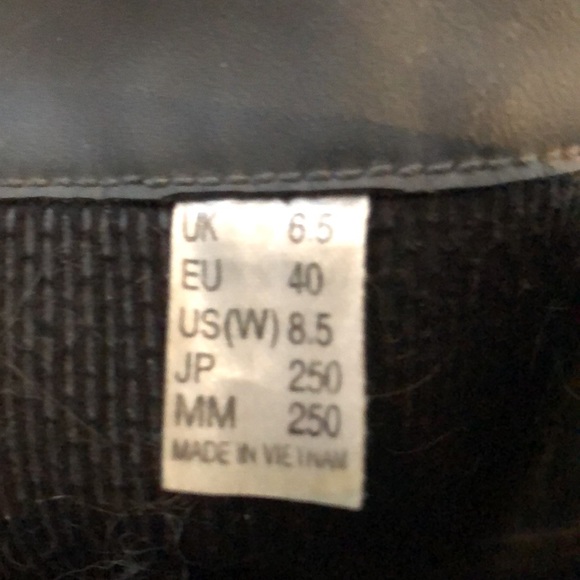 UK 6.5
EU 40
US(W) 8.5
JP 250
MM 250
MADE IN VIETNAM